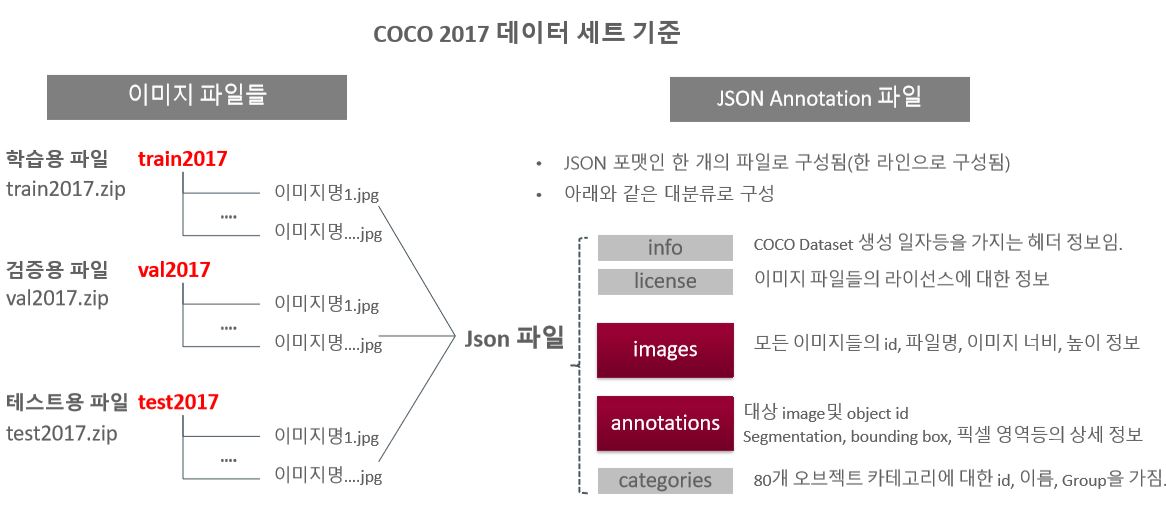 COCO 2017 데이터 세트 기준
이미지 파일들
학습용 파일 train2017
train2017.zip
이미지명1.jpg
....
이미지명....jpg
검증용 파일 val2017
val2017.zip
이미지명1.jpg
....
이미지명....jpg
테스트용 파일 test2017
test2017.zip
이미지명1.jpg
....
이미지명....jpg
Json 파일
JSON Annotation 파일
• JSON 포맷인 한 개의 파일로 구성됨(한 라인으로 구성됨)
• 아래와 같은 대분류로 구성
info COCO Dataset 생성 일자등을 가지는 헤더 정보임.
license 이미지 파일들의 라이선스에 대한 정보
images 모든 이미지들의 id, 파일명, 이미지 너비, 높이 정보
annotations 대상 image및 object id
Segmentation, bounding box, 픽셀 영역등의 상세 정보
categories 80개 오브젝트 카테고리에 대한 id, 이름, Group을 가짐.